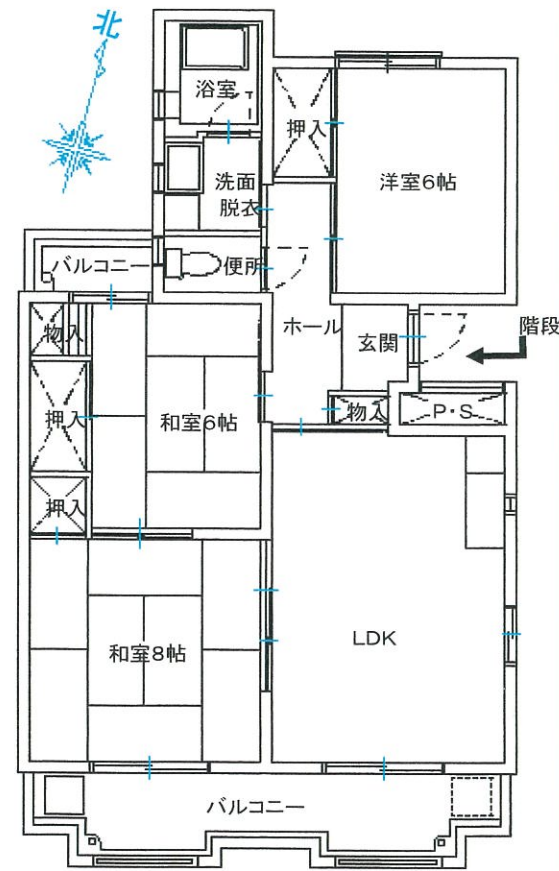 北
浴室
押入
洋室6帖
洗面
脱衣
バルコニー
便所
物入
ホール
玄関
階段
押入
和室6帖
物入
P・S
押入
和室8帖
LDK
バルコニー